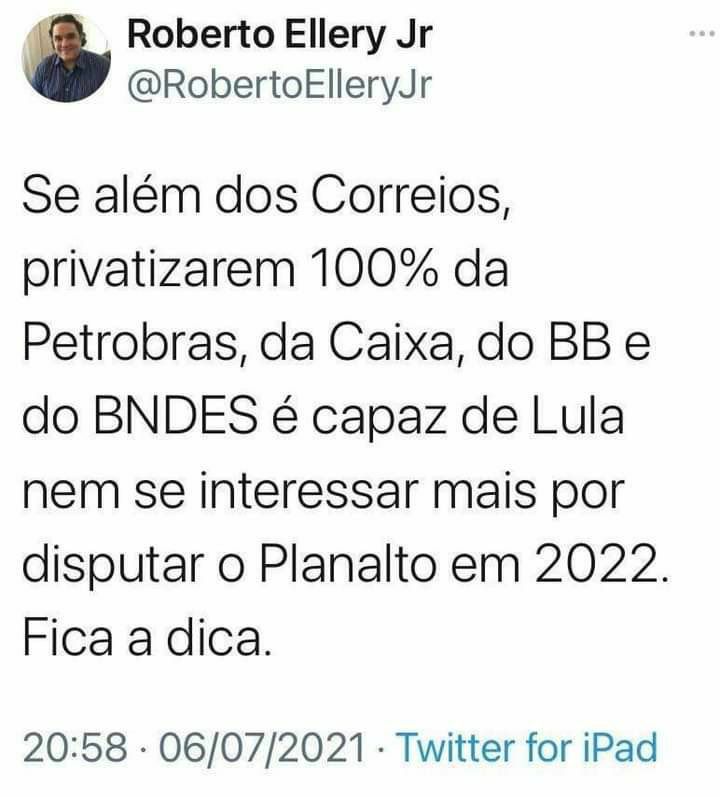 Roberto Ellery Jr
@RobertoElleryJr
Se além dos Correios,
privatizarem 100% da
Petrobras, da Caixa, do BB e
do BNDES é capaz de Lula
nem se interessar mais por
disputar o Planalto em 2022.
Fica a dica.
20:58 · 06/07/2021 · Twitter for iPad